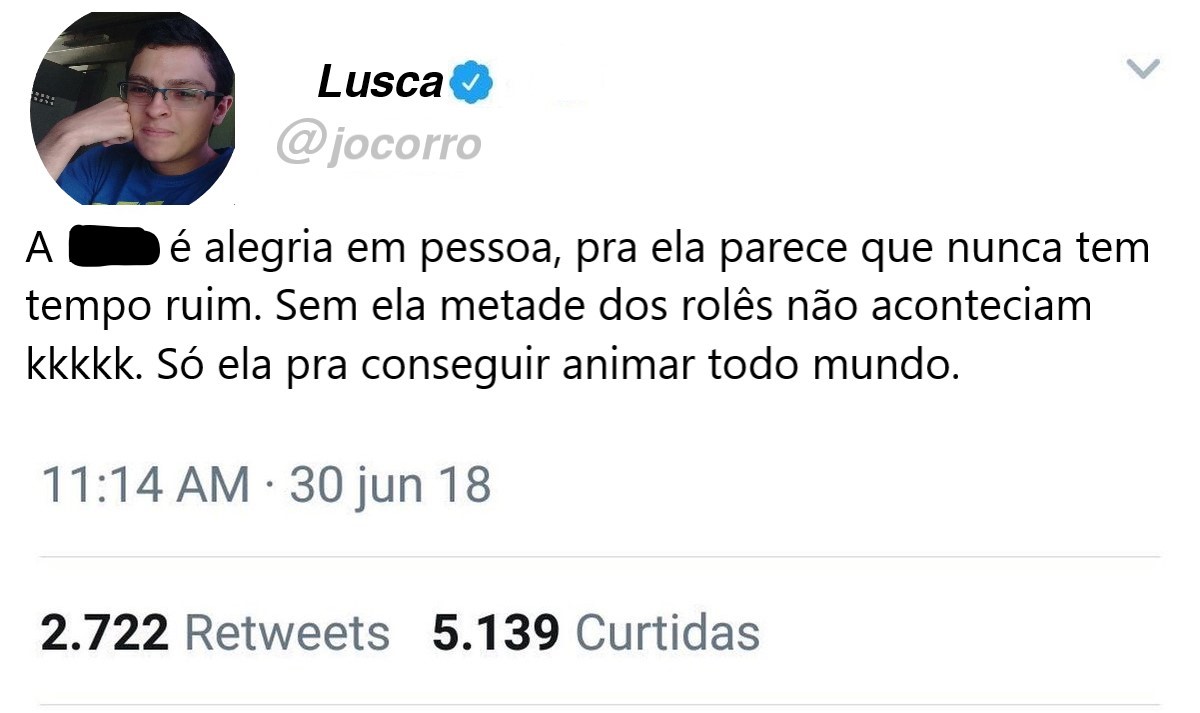 Lusca
@jocorro
A é alegria em pessoa, pra ela parece que nunca tem
tempo ruim. Sem ela metade dos rolês não aconteciam
kkkkk. Só ela pra conseguir animar todo mundo.
11:14 AM · 30 jun 18
2.722 Retweets 5.139 Curtidas